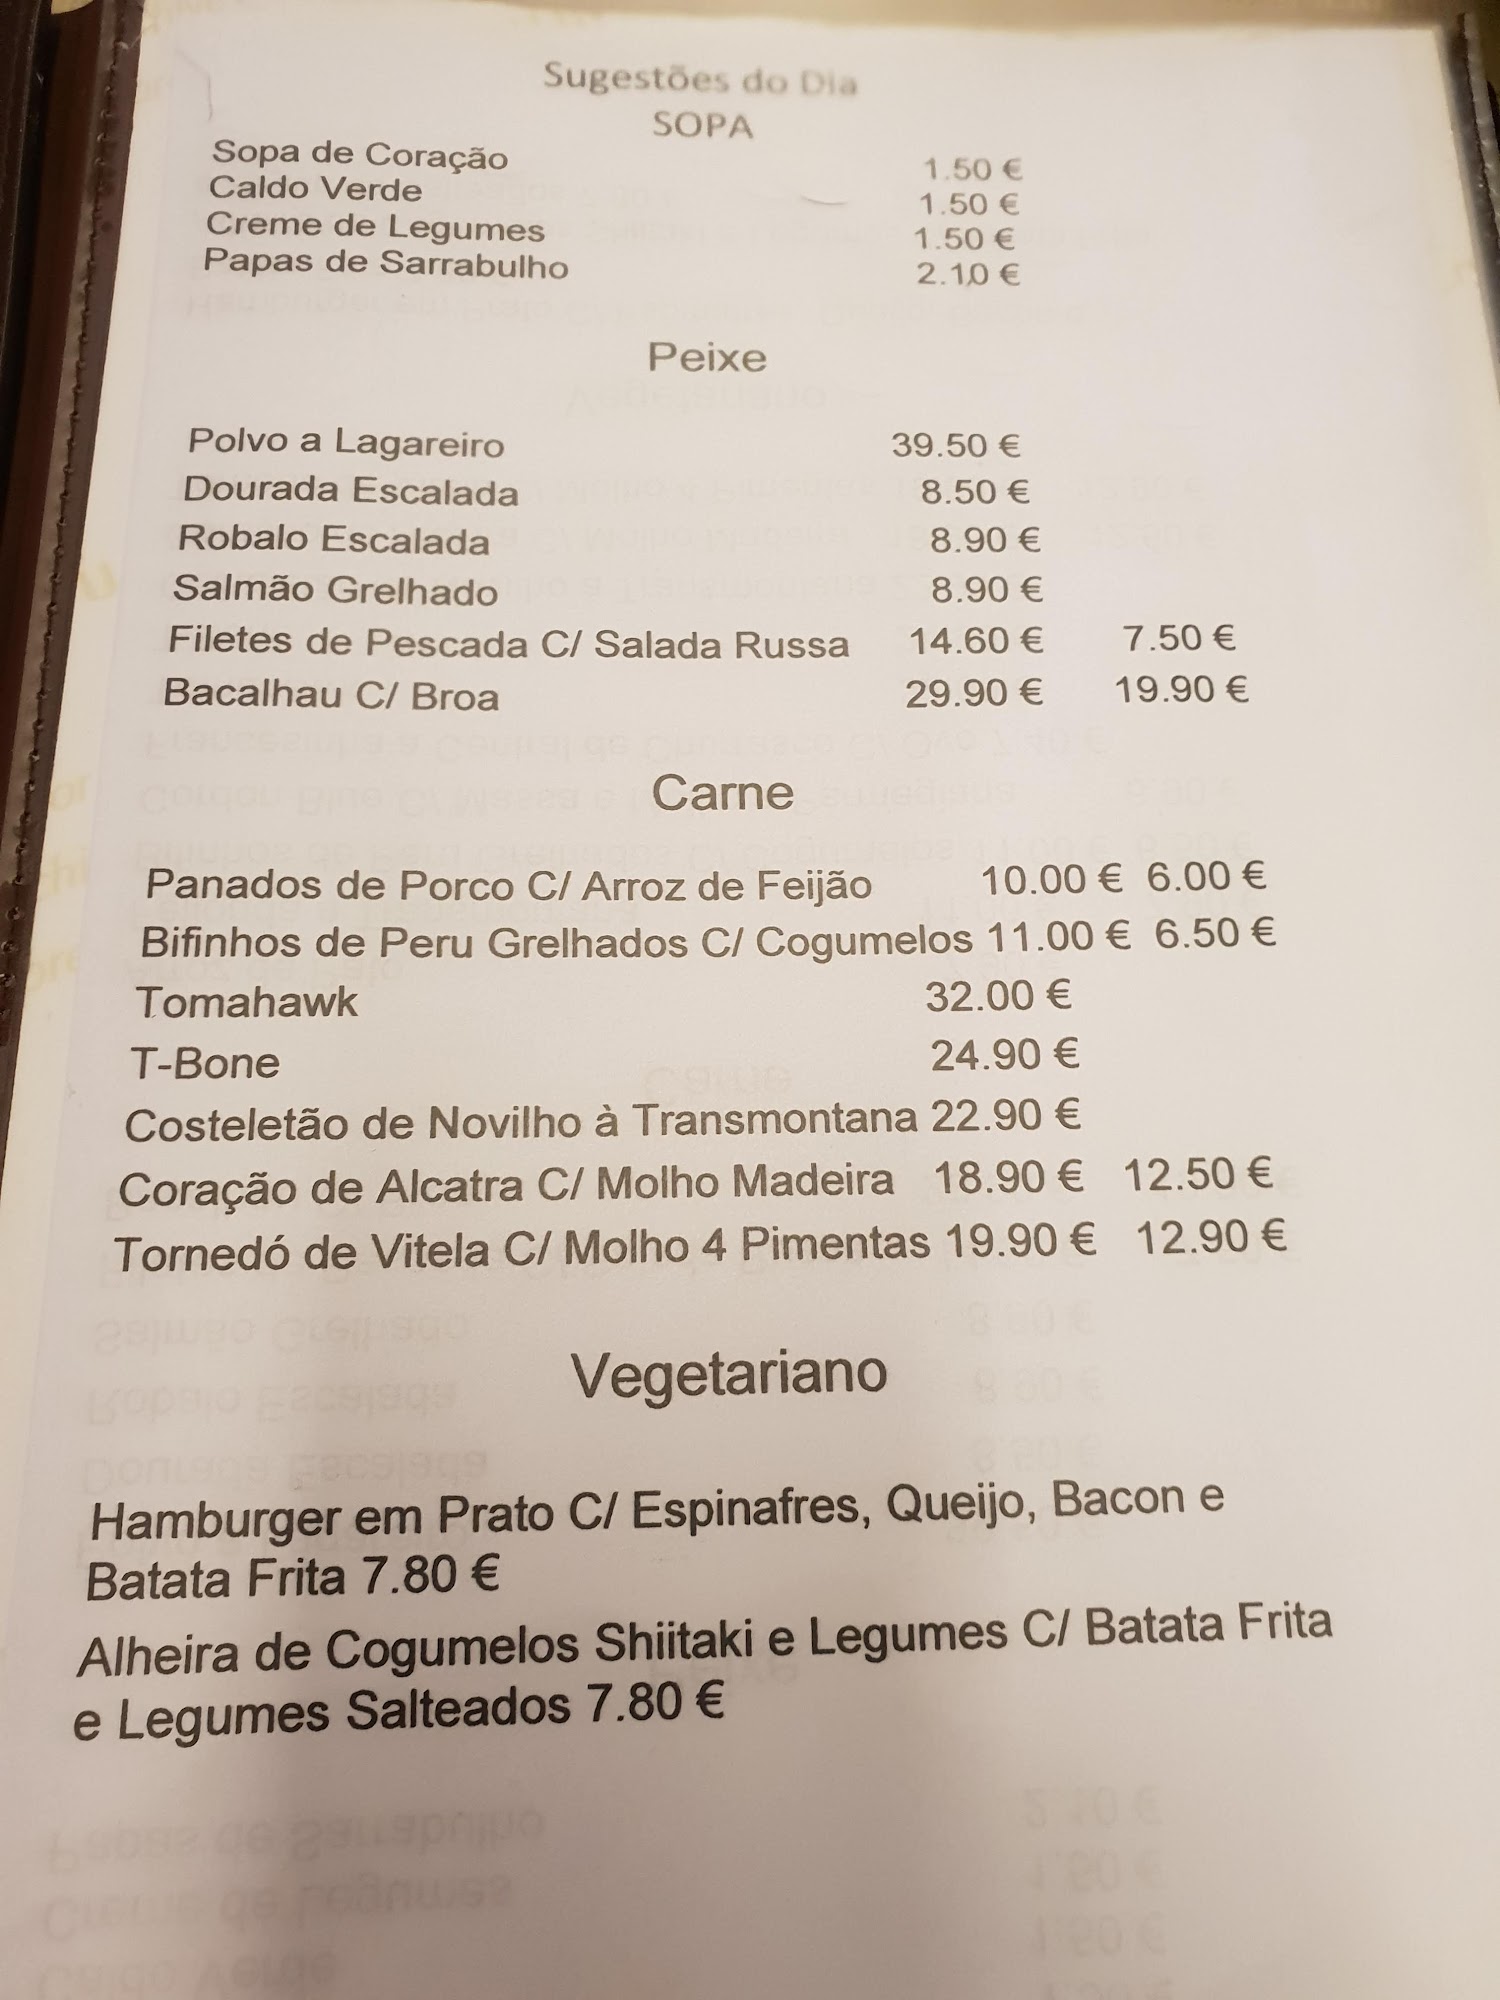 Sugestões do Dia
SOPA
Sopa de Coração 1.50 €
Caldo Verde 1.50 €
Creme de Legumes 1.50 €
Papas de Sarrabulho 2.10 €
Peixe
Polvo a Lagareiro 39.50 €
Dourada Escalada 8.50 €
Robalo Escalada 8.90 €
Salmão Grelhado 8.90 €
Filetes de Pescada C/ Salada Russa 14.60 € 7.50 €
Bacalhau C/ Broa 29.90 € 19.90 €
Carne
Panados de Porco C/ Arroz de Feijão 10.00 € 6.00 €
Bifinhos de Peru Grelhados C/ Cogumelos 11.00 € 6.50 €
Tomahawk 32.00 €
T-Bone 24.90 €
Costeletão de Novilho à Transmontana 22.90 €
Coração de Alcatra C/ Molho Madeira 18.90 € 12.50 €
Tornedó de Vitela C/ Molho 4 Pimentas 19.90 € 12.90 €
Vegetariano
Hamburger em Prato C/ Espinafres, Queijo, Bacon e
Batata Frita 7.80 €
Alheira de Cogumelos Shiitaki e Legumes C/ Batata Frita
e Legumes Salteados 7.80 €